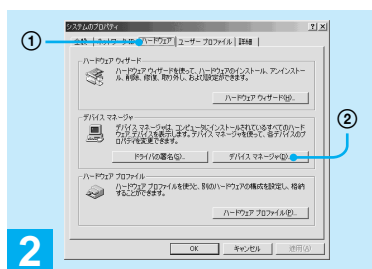 システムのプロパティ
全般 ネットワーク ID ハードウェア ユーザー プロファイル 詳細
①
ハードウェア ウィザード
ハードウェア ウィザードを使って、ハードウェアのインストール、アンインストー
ル、削除、修復、取り外し、および設定ができます。
ハードウェア ウィザード(H)...
デバイス マネージャ
②
デバイス マネージャは、コンピュータにインストールされているすべてのハード
ウェア デバイスを表示します。デバイス マネージャを使って、各デバイスのプ
ロパティを変更できます。
ドライバの署名(S)...
デバイス マネージャ(D)...
ハードウェア プロファイル
ハードウェア プロファイルを使うと、別のハードウェアの構成を設定し、格納
することができます。
ハードウェア プロファイル(P)...
2
OK
キャンセル
適用(A)